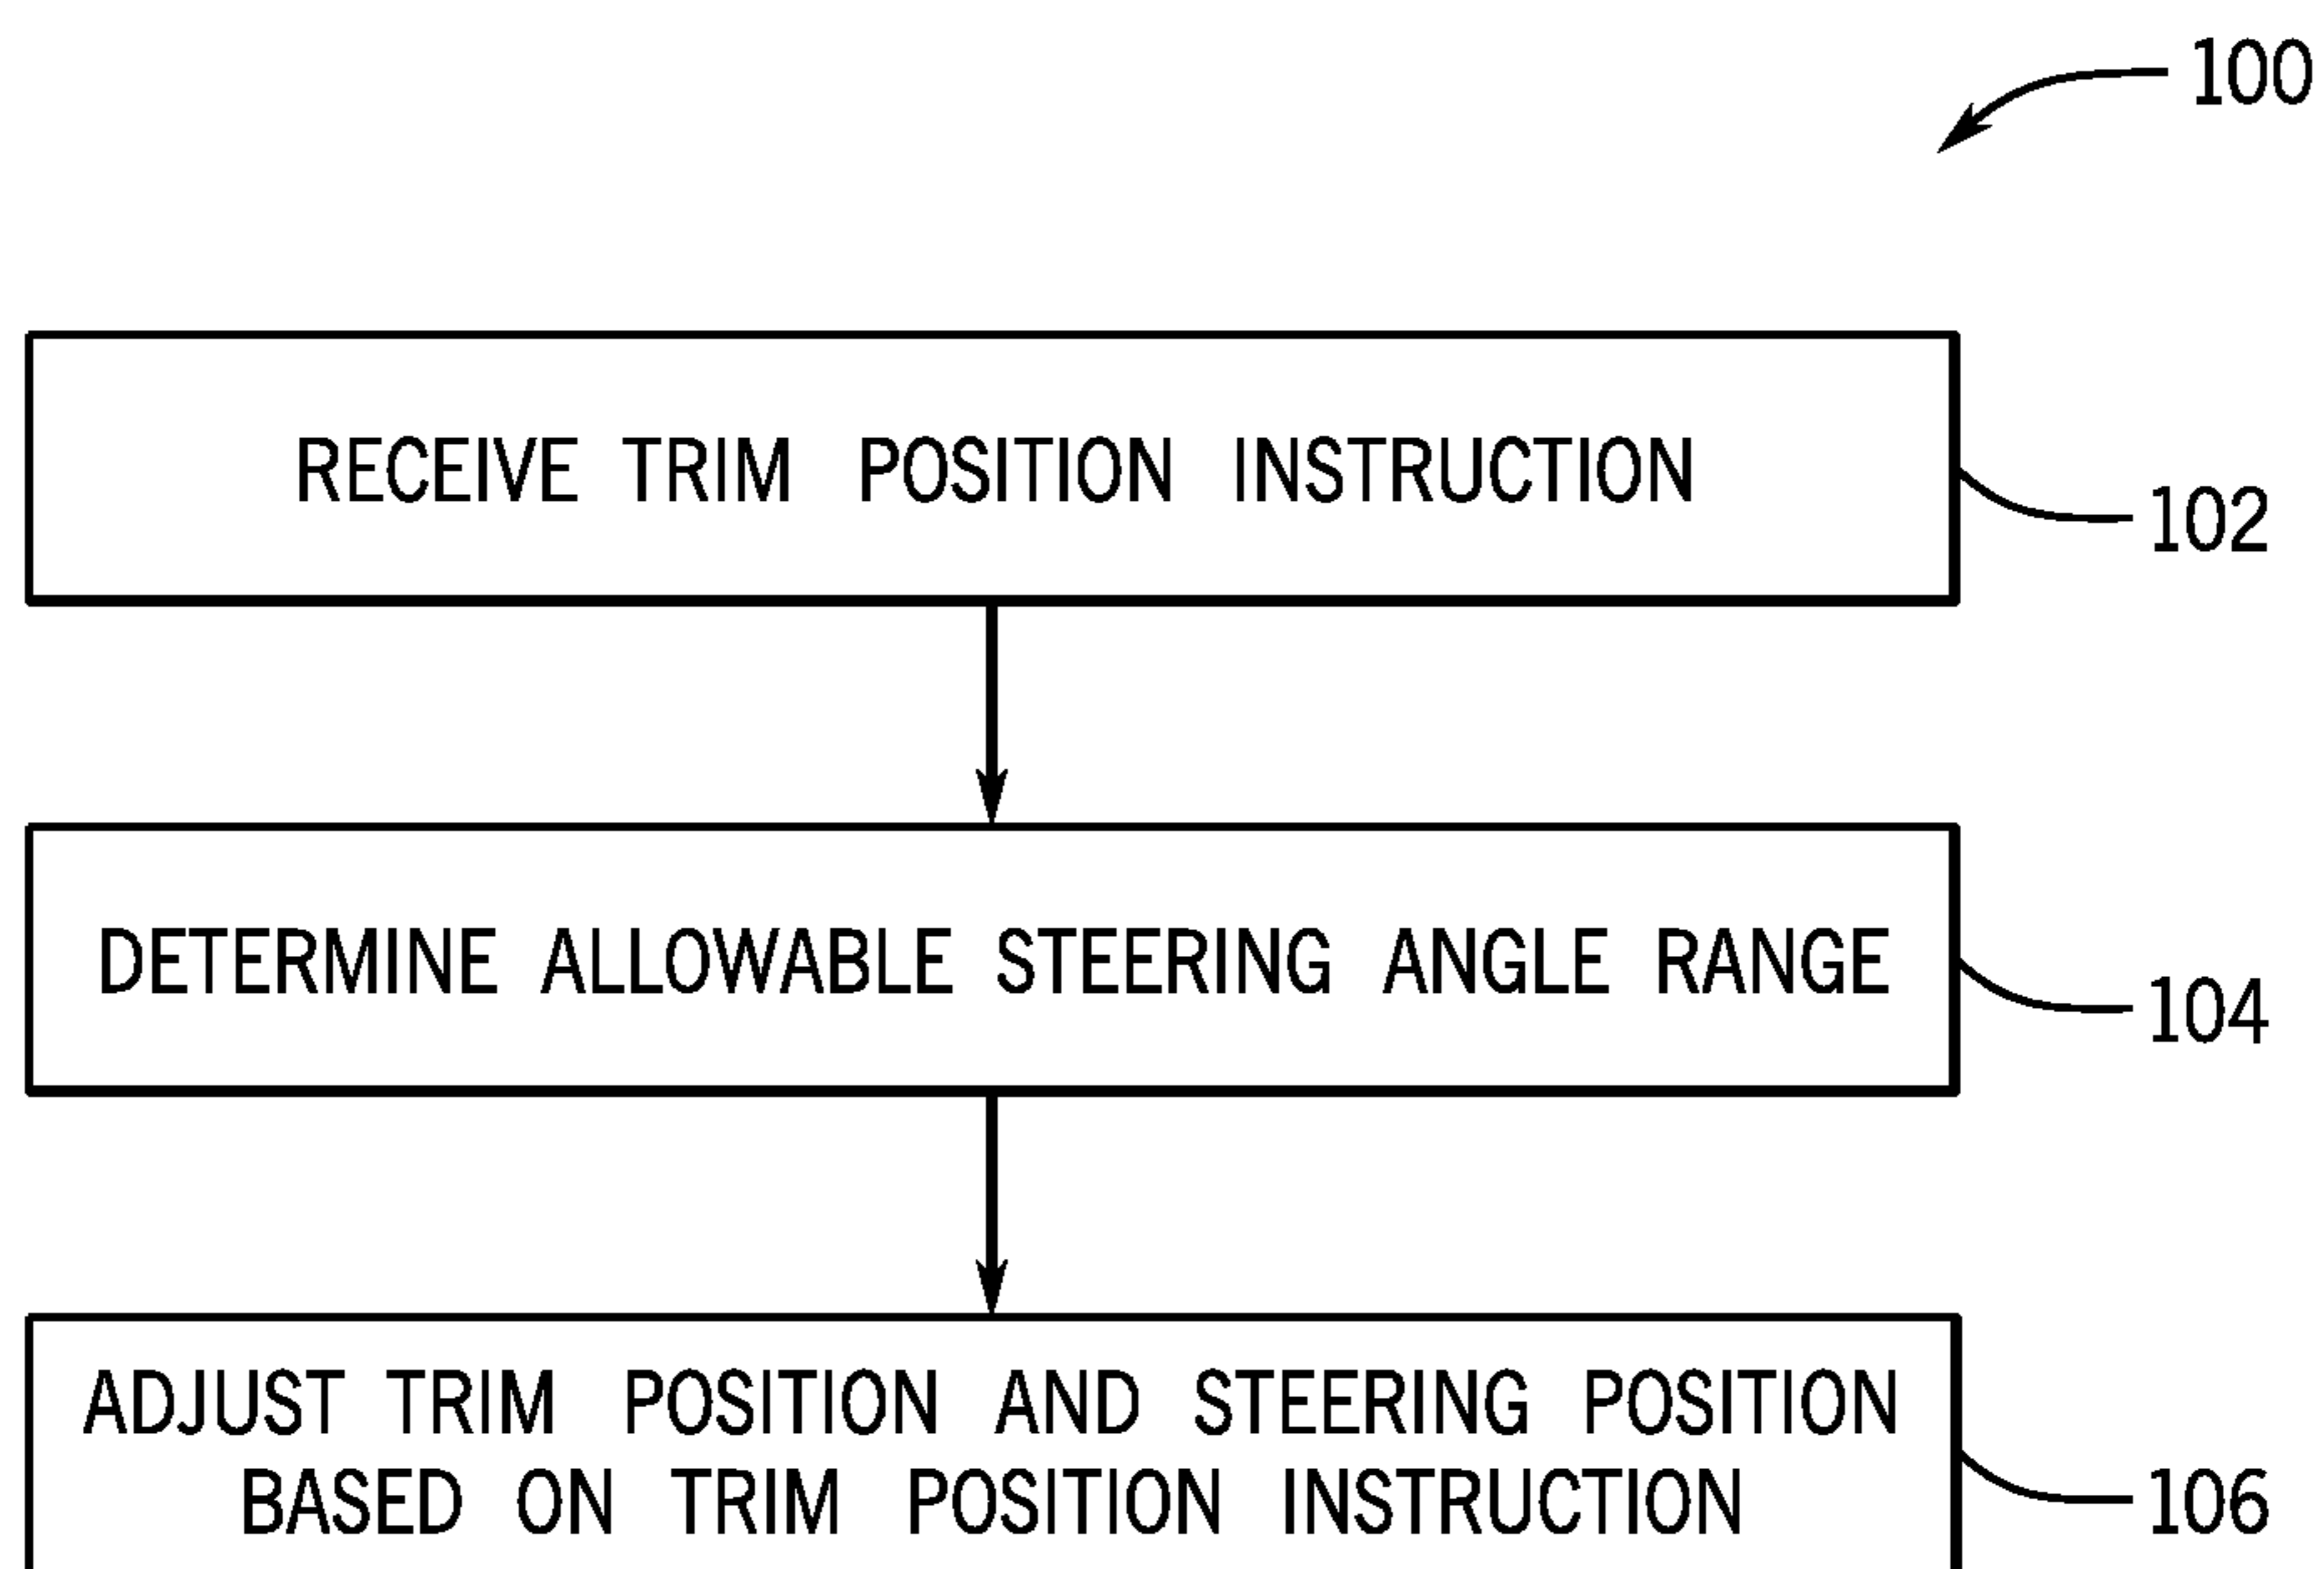 100
RECEIVE TRIM POSITION INSTRUCTION
102
DETERMINE ALLOWABLE STEERING ANGLE RANGE
104
ADJUST TRIM POSITION AND STEERING POSITION
BASED ON TRIM POSITION INSTRUCTION
106